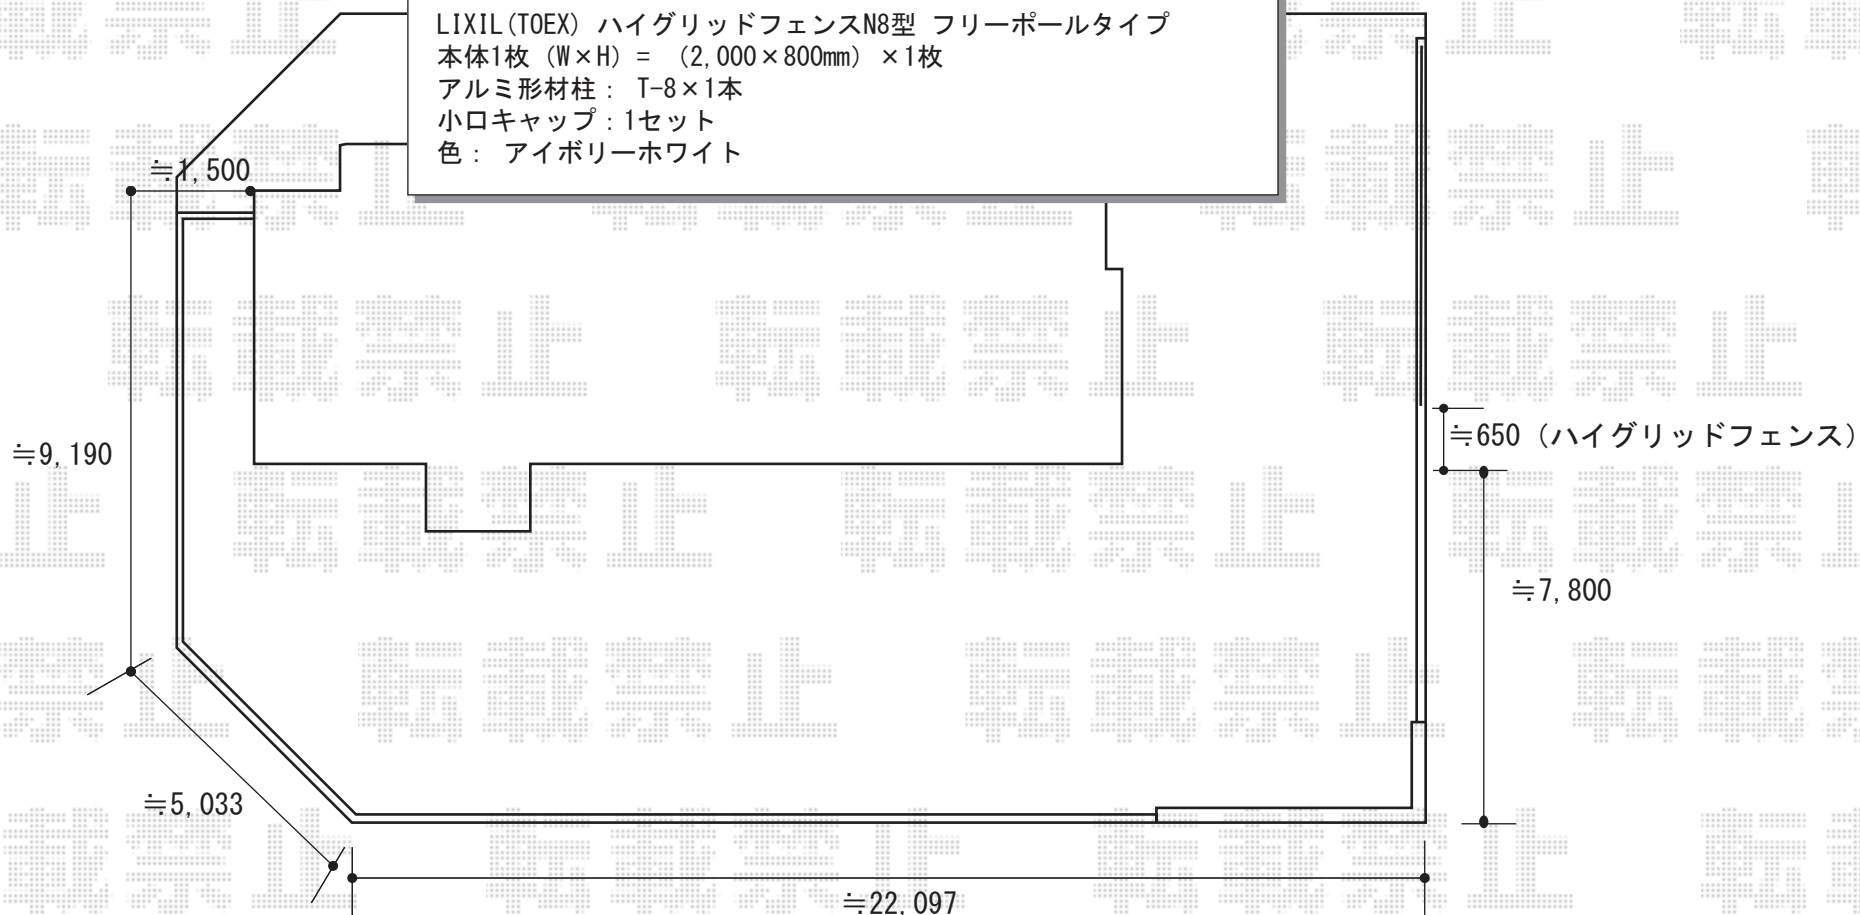 LIXIL(TOEX) ハイグリッドフェンスN8型 フリーポールタイプ
本体1枚 (W×H) = (2,000×800mm) ×1枚
アルミ形材柱: T-8×1本
小口キャップ:1セット
色: アイボリーホワイト
≒1,500
≒9,190
≒650 (ハイグリッドフェンス)
≒7,800
≒5,033
≒22,097
転載禁止